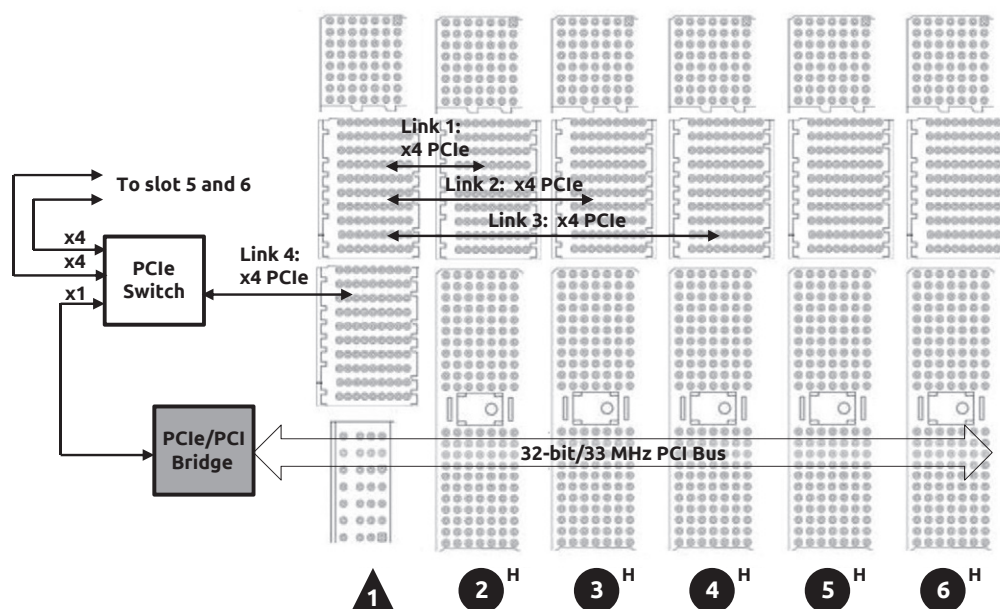 Link 1:
x4 PCIe
To slot 5 and 6
Link 2: x4 PCIe
Link 3: x4 PCIe
x4
x4
x1
PCIe
Switch
Link 4:
x4 PCIe
PCIe/PCI
Bridge
32-bit/33 MHz PCI Bus
1
2 H
3 H
4 H
5 H
6 H